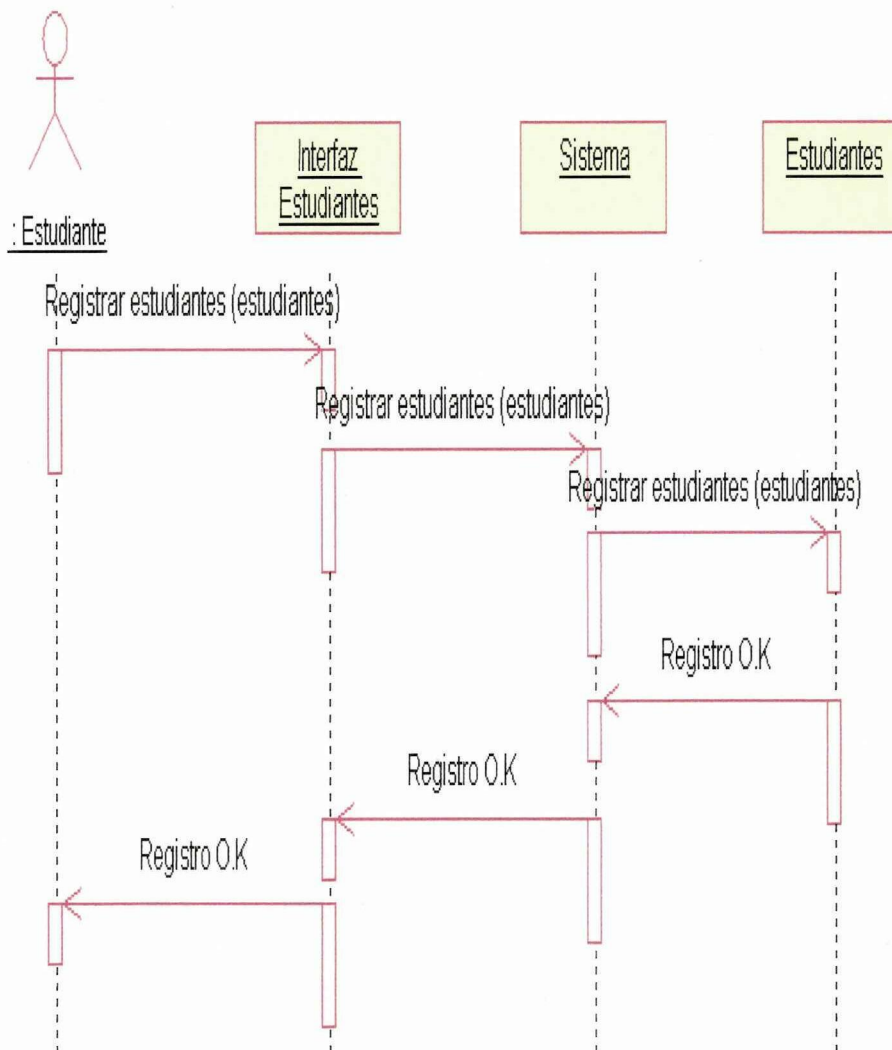 Interfaz
Estudiantes
Sistema
Estudiantes
: Estudiante
Registrar estudiantes (estudiantes)
Registrar estudiantes (estudiantes)
Registrar estudiantes (estudiantes)
Registro O.K
Registro O.K
Registro O.K